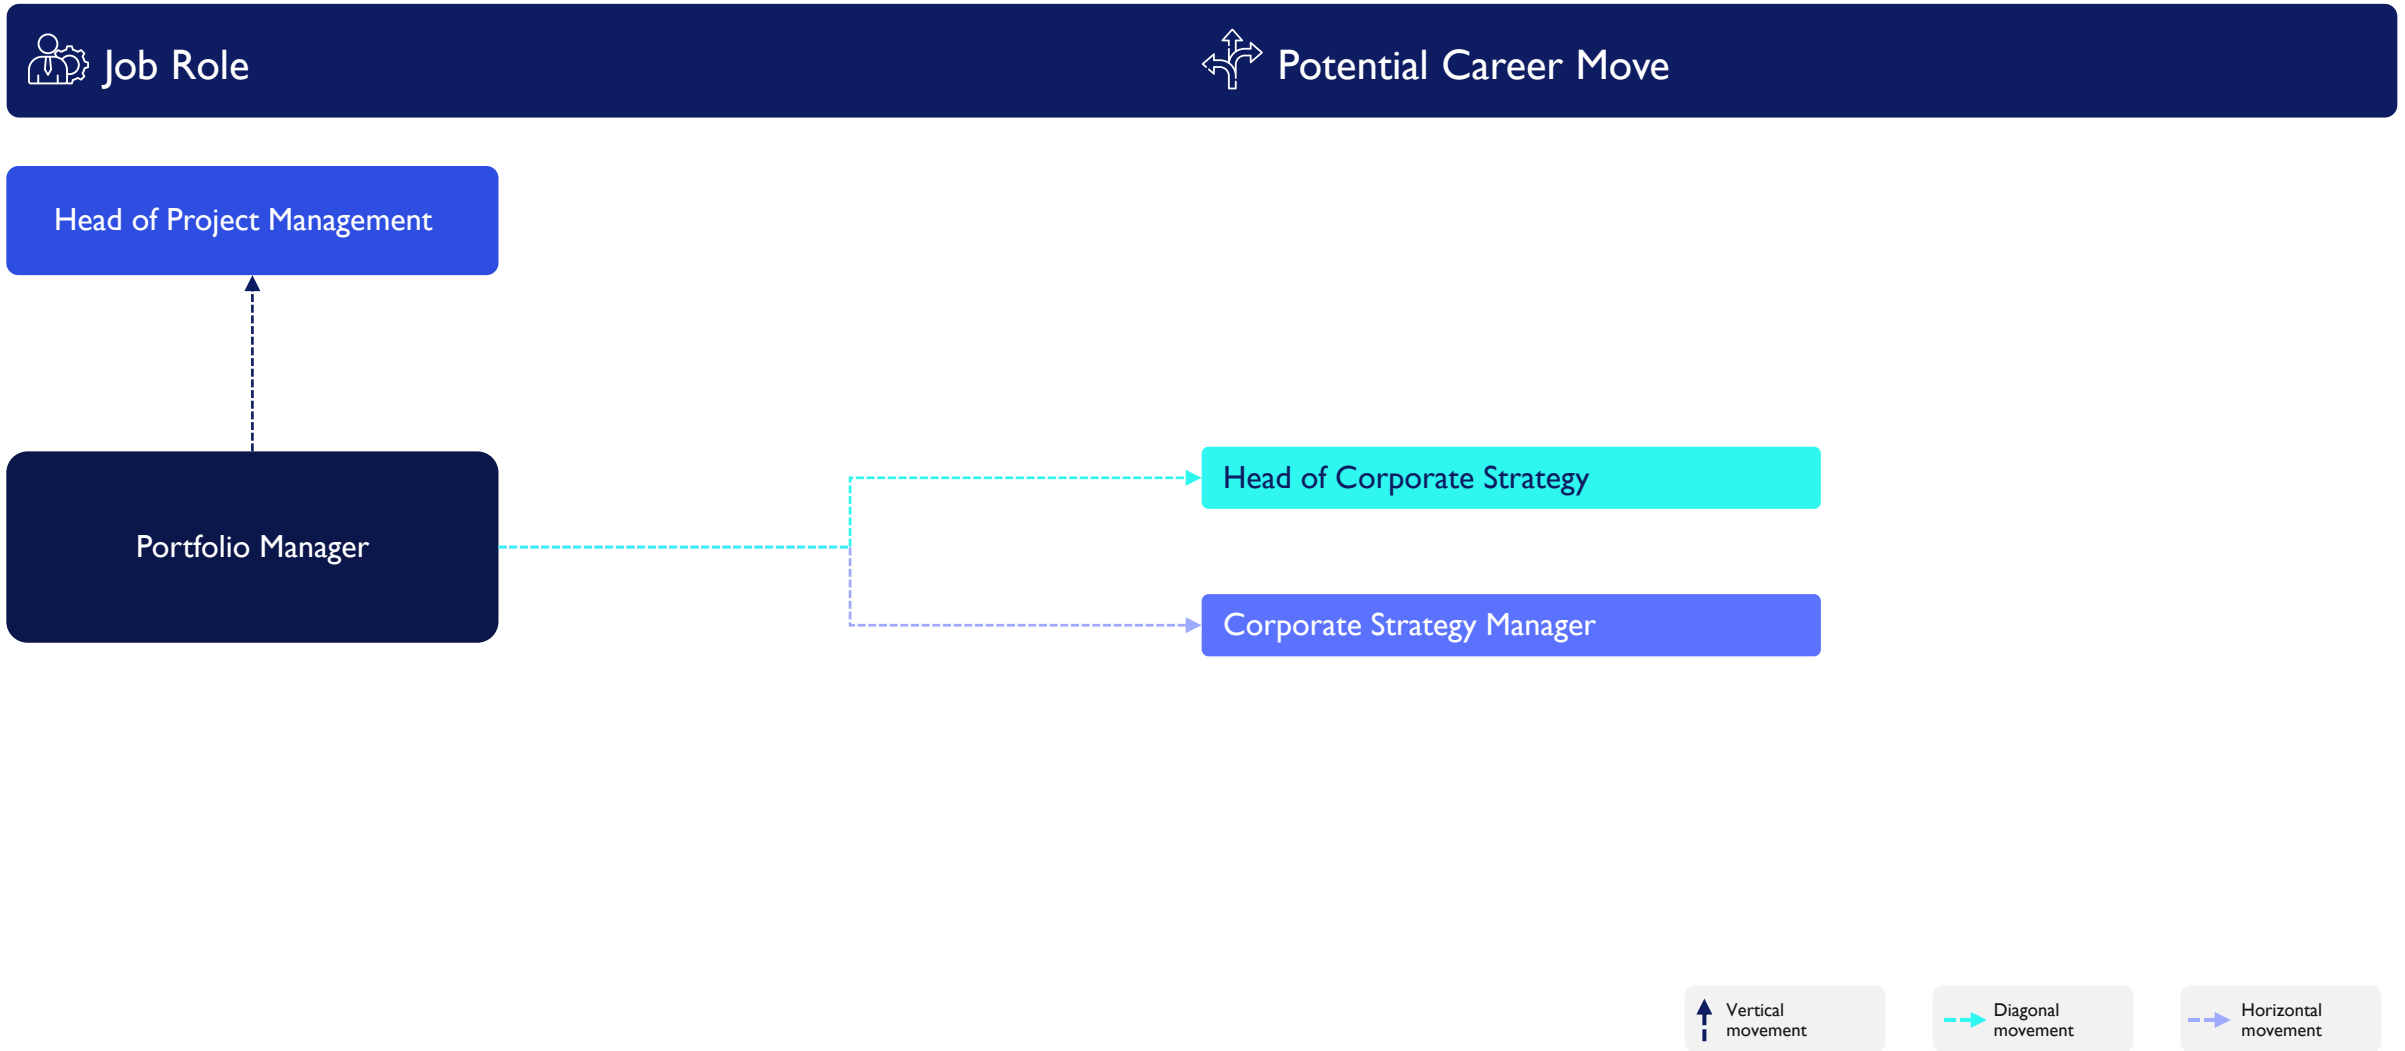 Job Role
Potential Career Move
Head of Project Management
Portfolio Manager
Head of Corporate Strategy
Corporate Strategy Manager
Vertical
movement
Diagonal
movement
Horizontal
movement